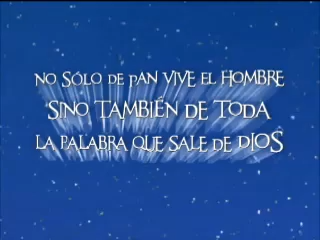 NO SÓLO DE PAN VIVE EL HOMBRE
SINO TAMBIÉN DE TODA
LA PALABRA QUE SALE DE DIOS